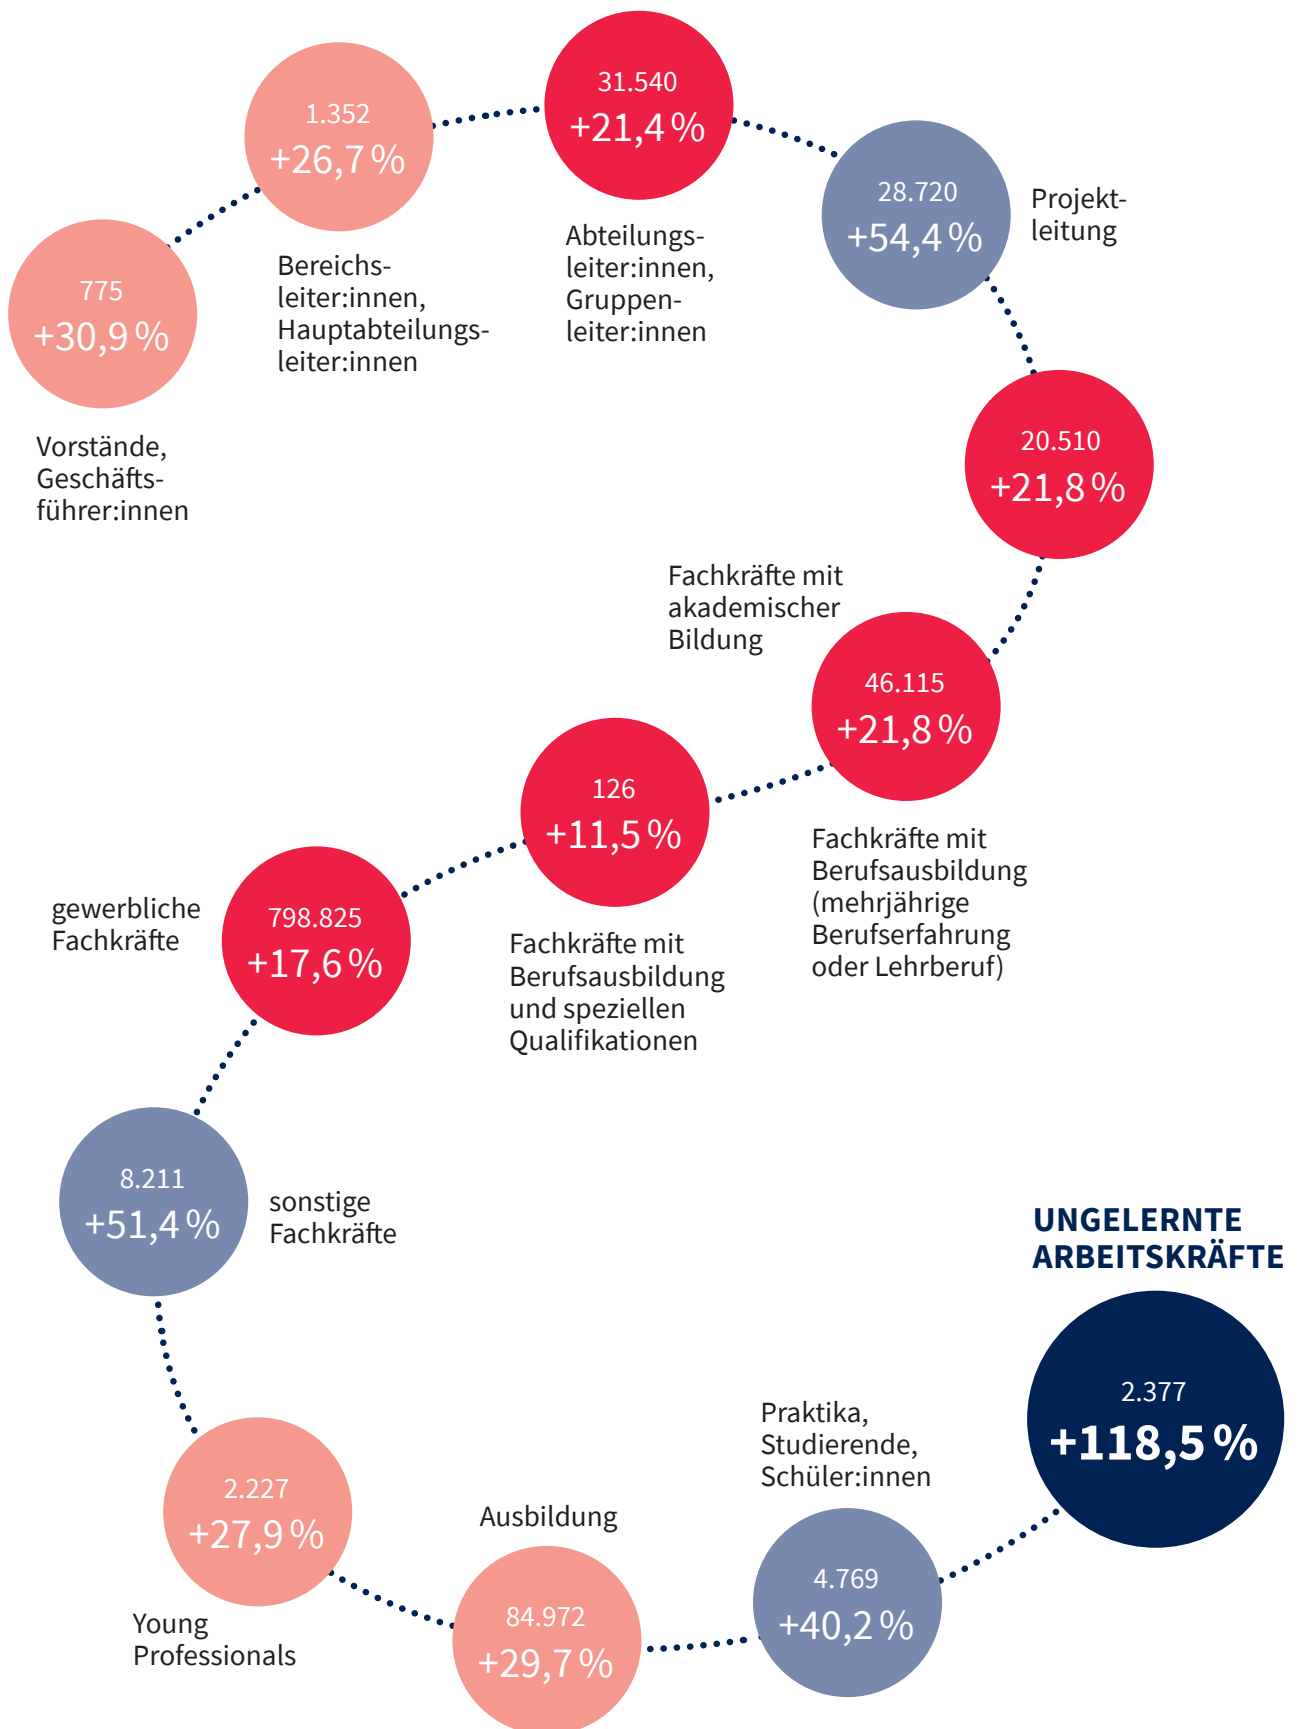 775
+30,9 %
Vorstände,
Geschäfts-
führer:innen
1.352
+26,7 %
Bereichs-
leiter:innen,
Hauptabteilungs-
leiter:innen
31.540
+21,4 %
Abteilungs-
leiter:innen,
Gruppen-
leiter:innen
28.720
+54,4 %
Projekt-
leitung
20.510
+21,8 %
Fachkräfte mit
akademischer
Bildung
46.115
+21,8 %
Fachkräfte mit
Berufsausbildung
(mehrjährige
Berufserfahrung
oder Lehrberuf)
126
+11,5 %
Fachkräfte mit
Berufsausbildung
und speziellen
Qualifikationen
gewerbliche
Fachkräfte
798.825
+17,6 %
8.211
+51,4 %
sonstige
Fachkräfte
2.227
+27,9 %
Young
Professionals
Ausbildung
84.972
+29,7 %
Praktika,
Studierende,
Schüler:innen
4.769
+40,2 %
UNGELERNTE
ARBEITSKRÄFTE
2.377
+118,5 %